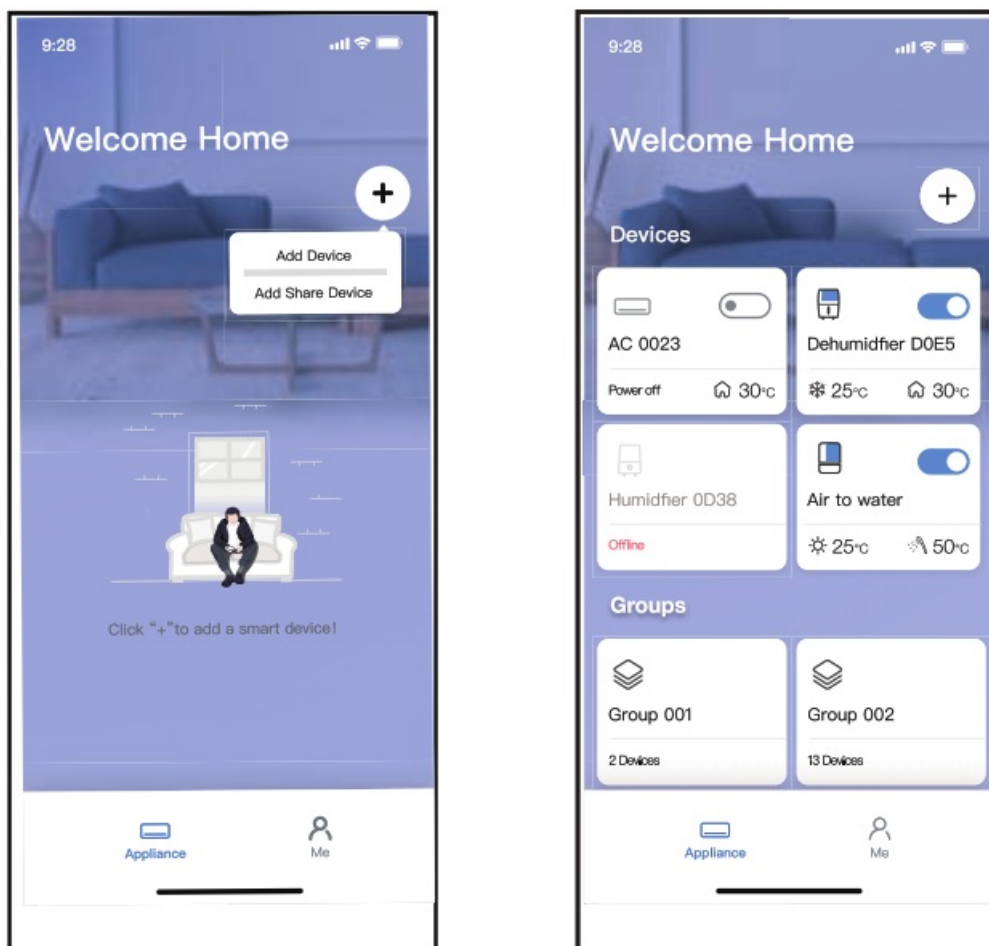 9:28
Welcome Home
+
Add Device
Add Share Device
Click “+”to add a smart device!
Appliance
Me
9:28
Welcome Home
+
Devices
AC 0023
Power off 30°C
Dehumidfier D0E5
25°C 30°C
Humidfier 0D38
Offline
Air to water
25°C 50°C
Groups
Group 001
2 Devices
Group 002
13 Devices
Appliance
Me